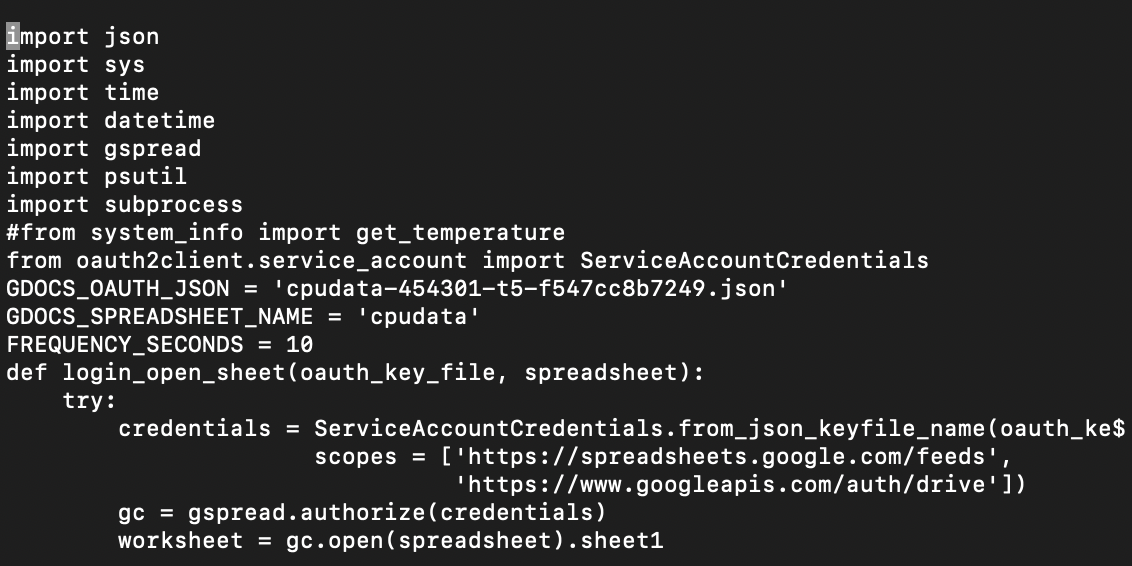 import json
import sys
import time
import datetime
import gspread
import psutil
import subprocess
#from system_info import get_temperature
from oauth2client.service_account import ServiceAccountCredentials
GDOCS_OAUTH_JSON = 'cpudata-454301-t5-f547cc8b7249.json'
GDOCS_SPREADSHEET_NAME = 'cpudata'
FREQUENCY_SECONDS = 10
def login_open_sheet(oauth_key_file, spreadsheet):
    try:
        credentials = ServiceAccountCredentials.from_json_keyfile_name(oauth_ke$
                      scopes = ['https://spreadsheets.google.com/feeds',
                                'https://www.googleapis.com/auth/drive'])
        gc = gspread.authorize(credentials)
        worksheet = gc.open(spreadsheet).sheet1